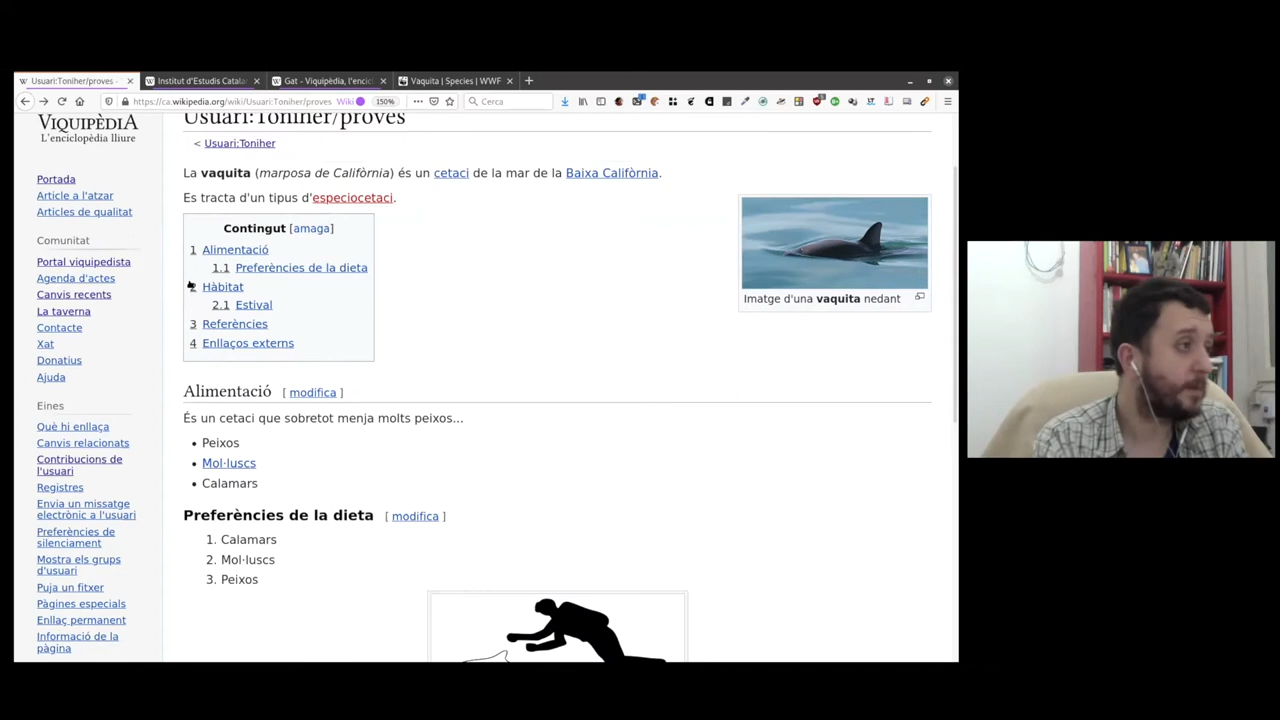 Usuari:Toniher/proves -
Institut d'Estudis Catala
Gat - Viquipèdia, l'encicl
Vaquita | Species | WWF
https://ca.wikipedia.org/wiki/Usuari:Toniher/proves
Wiki
150%
Cerca
VIQUIPÈDIA
L'enciclopèdia lliure
Portada
Article a l'atzar
Articles de qualitat
Comunitat
Portal viquipedista
Agenda d'actes
Canvis recents
La taverna
Contacte
Xat
Donatius
Ajuda
Eines
Què hi enllaça
Canvis relacionats
Contribucions de
l'usuari
Registres
Envia un missatge
electrònic a l'usuari
Preferències de
silenciament
Mostra els grups
d'usuari
Puja un fitxer
Pàgines especials
Enllaç permanent
Informació de la
pàgina
Usuari:Toniher/proves
< Usuari:Toniher
La vaquita (marposa de Califòrnia) és un cetaci de la mar de la Baixa Califòrnia.
Es tracta d'un tipus d'especiocetaci.
Contingut [amaga]
1 Alimentació
1.1 Preferències de la dieta
2 Hàbitat
2.1 Estival
3 Referències
4 Enllaços externs
Imatge d'una vaquita nedant
Alimentació [ modifica ]
És un cetaci que sobretot menja molts peixos...
• Peixos
• Mol·luscs
• Calamars
Preferències de la dieta [ modifica ]
1. Calamars
2. Mol·luscs
3. Peixos